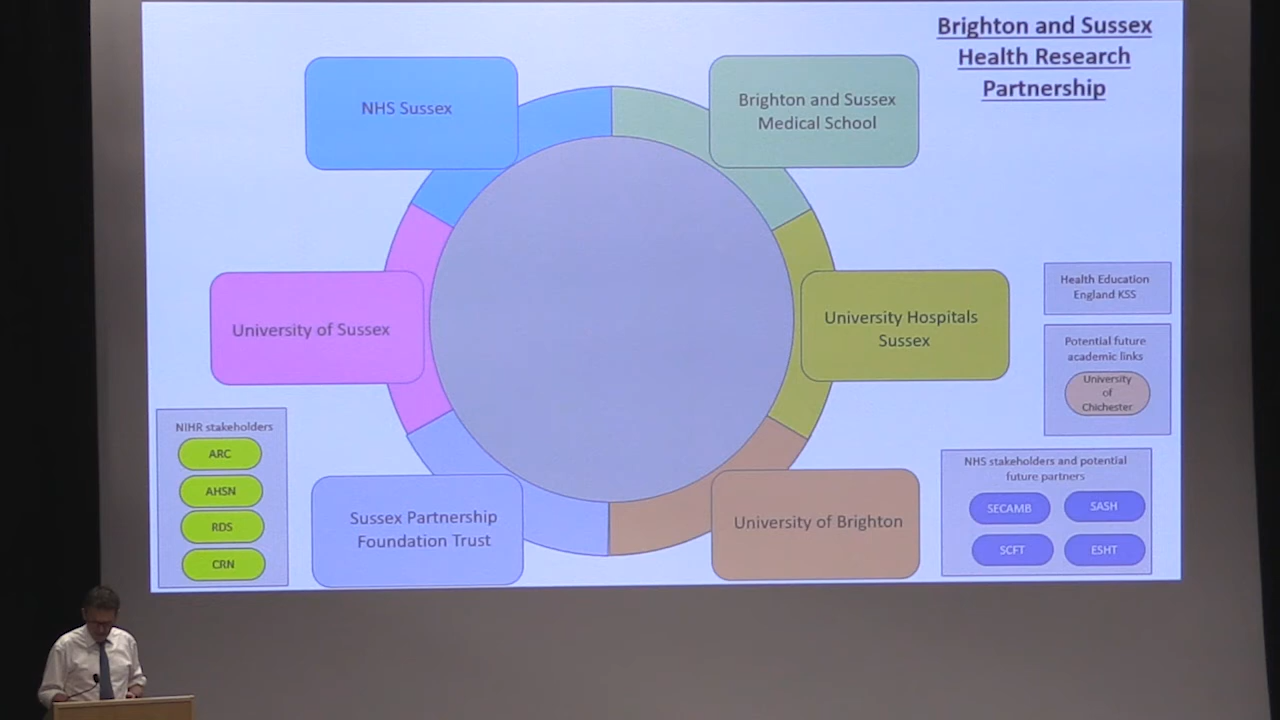 Brighton and Sussex
Health Research
Partnership
NHS Sussex
Brighton and Sussex
Medical School
University of Sussex
University Hospitals
Sussex
Health Education
England KSS
Potential future
academic links
University
of
Chichester
NIHR stakeholders
ARC
AHSN
RDS
CRN
Sussex Partnership
Foundation Trust
University of Brighton
NHS stakeholders and potential
future partners
SECAMB
SASH
SCFT
ESHT